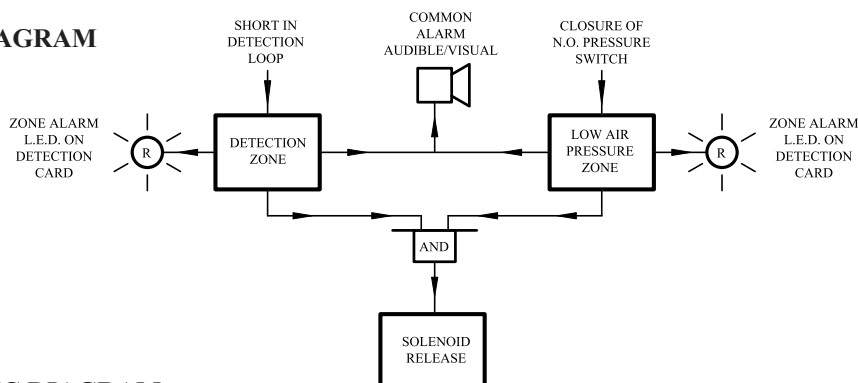 AGRAM
SHORT IN
DETECTION
LOOP
COMMON
ALARM
AUDIBLE/VISUAL
CLOSURE OF
N.O. PRESSURE
SWITCH
ZONE ALARM
L.E.D. ON
DETECTION
CARD
R
DETECTION
ZONE
LOW AIR
PRESSURE
ZONE
R
ZONE ALARM
L.E.D. ON
DETECTION
CARD
AND
SOLENOID
RELEASE